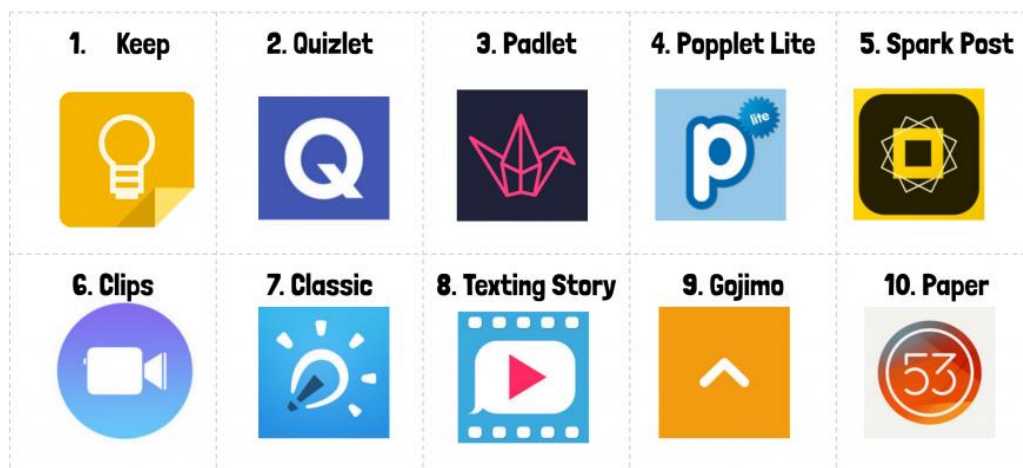 1. Keep
2. Quizlet
3. Padlet
4. Popplet Lite
5. Spark Post
Q
p
lite
6. Clips
7. Classic
8. Texting Story
9. Gojimo
10. Paper
53